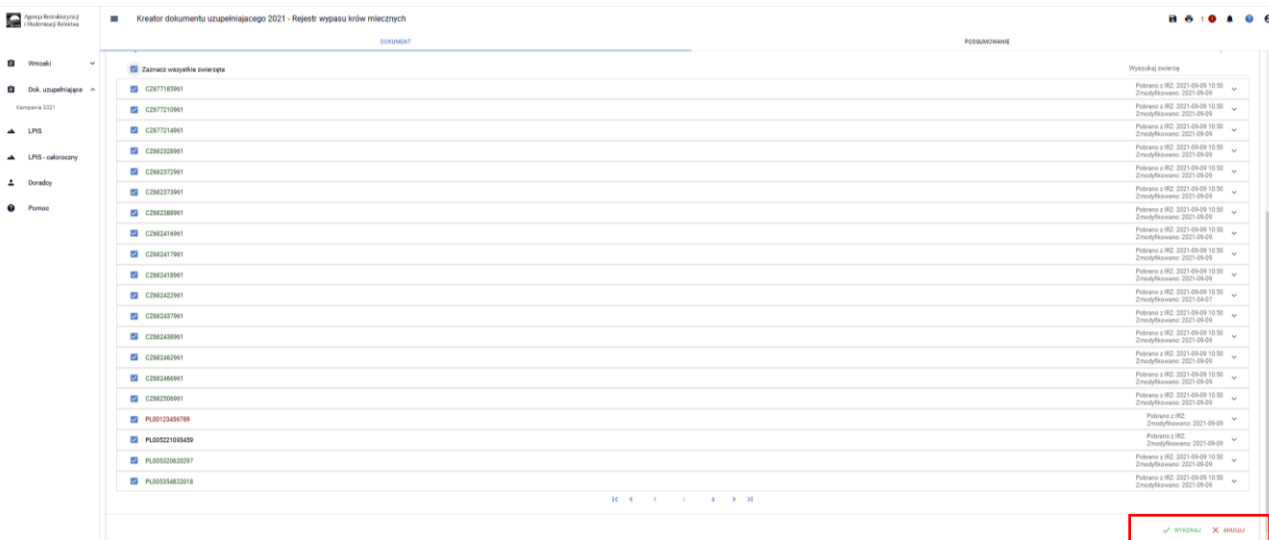 Agencja Restrukturyzacji
i Modernizacji Rolnictwa
Kreator dokumentu uzupełniajacego 2021 - Rejestr wypasu krów mlecznych
DOKUMENT
PODSUMOWANIE
Wnioski
Dok. uzupełniające
Kampania 2021
LPIS
LPIS - całoroczny
Doradcy
Pomoc
Zaznacz wszystkie zwierzęta
Wyszukaj zwierzę
CZ677185961
Pobrano z IRZ: 2021-09-09 10:50
Zmodyfikowano: 2021-09-09
CZ677210961
Pobrano z IRZ: 2021-09-09 10:50
Zmodyfikowano: 2021-09-09
CZ677214961
Pobrano z IRZ: 2021-09-09 10:50
Zmodyfikowano: 2021-09-09
CZ682328961
Pobrano z IRZ: 2021-09-09 10:50
Zmodyfikowano: 2021-09-09
CZ682372961
Pobrano z IRZ: 2021-09-09 10:50
Zmodyfikowano: 2021-09-09
CZ682373961
Pobrano z IRZ: 2021-09-09 10:50
Zmodyfikowano: 2021-09-09
CZ682388961
Pobrano z IRZ: 2021-09-09 10:50
Zmodyfikowano: 2021-09-09
CZ682416961
Pobrano z IRZ: 2021-09-09 10:50
Zmodyfikowano: 2021-09-09
CZ682417961
Pobrano z IRZ: 2021-09-09 10:50
Zmodyfikowano: 2021-09-09
CZ682418961
Pobrano z IRZ: 2021-09-09 10:50
Zmodyfikowano: 2021-09-09
CZ682422961
Pobrano z IRZ: 2021-09-09 10:50
Zmodyfikowano: 2021-04-07
CZ682437961
Pobrano z IRZ: 2021-09-09 10:50
Zmodyfikowano: 2021-09-09
CZ682438961
Pobrano z IRZ: 2021-09-09 10:50
Zmodyfikowano: 2021-09-09
CZ682462961
Pobrano z IRZ: 2021-09-09 10:50
Zmodyfikowano: 2021-09-09
CZ682466961
Pobrano z IRZ: 2021-09-09 10:50
Zmodyfikowano: 2021-09-09
CZ682506961
Pobrano z IRZ: 2021-09-09 10:50
Zmodyfikowano: 2021-09-09
PL00123456789
Pobrano z IRZ:
Zmodyfikowano: 2021-09-09
PL005221093459
Pobrano z IRZ:
Zmodyfikowano: 2021-09-09
PL005320620297
Pobrano z IRZ: 2021-09-09 10:50
Zmodyfikowano: 2021-09-09
PL005354822018
Pobrano z IRZ: 2021-09-09 10:50
Zmodyfikowano: 2021-09-09
1 2 3
WYKONAJ ANULUJ